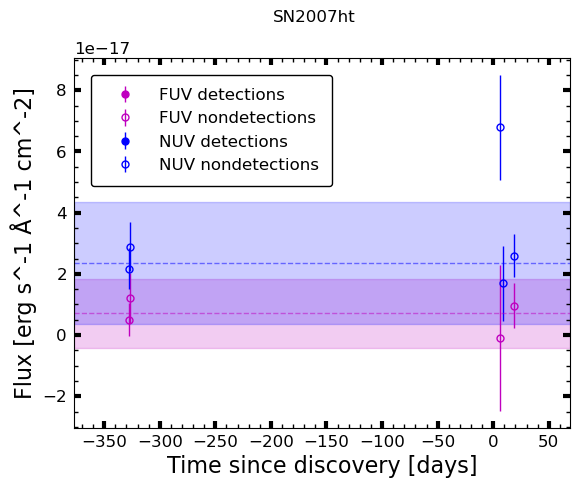 SN2007ht
1e−17
FUV detections
FUV nondetections
NUV detections
NUV nondetections
8
6
4
2
0
−2
Flux [erg s^-1 Å^-1 cm^-2]
−350 −300 −250 −200 −150 −100 −50 0 50
Time since discovery [days]